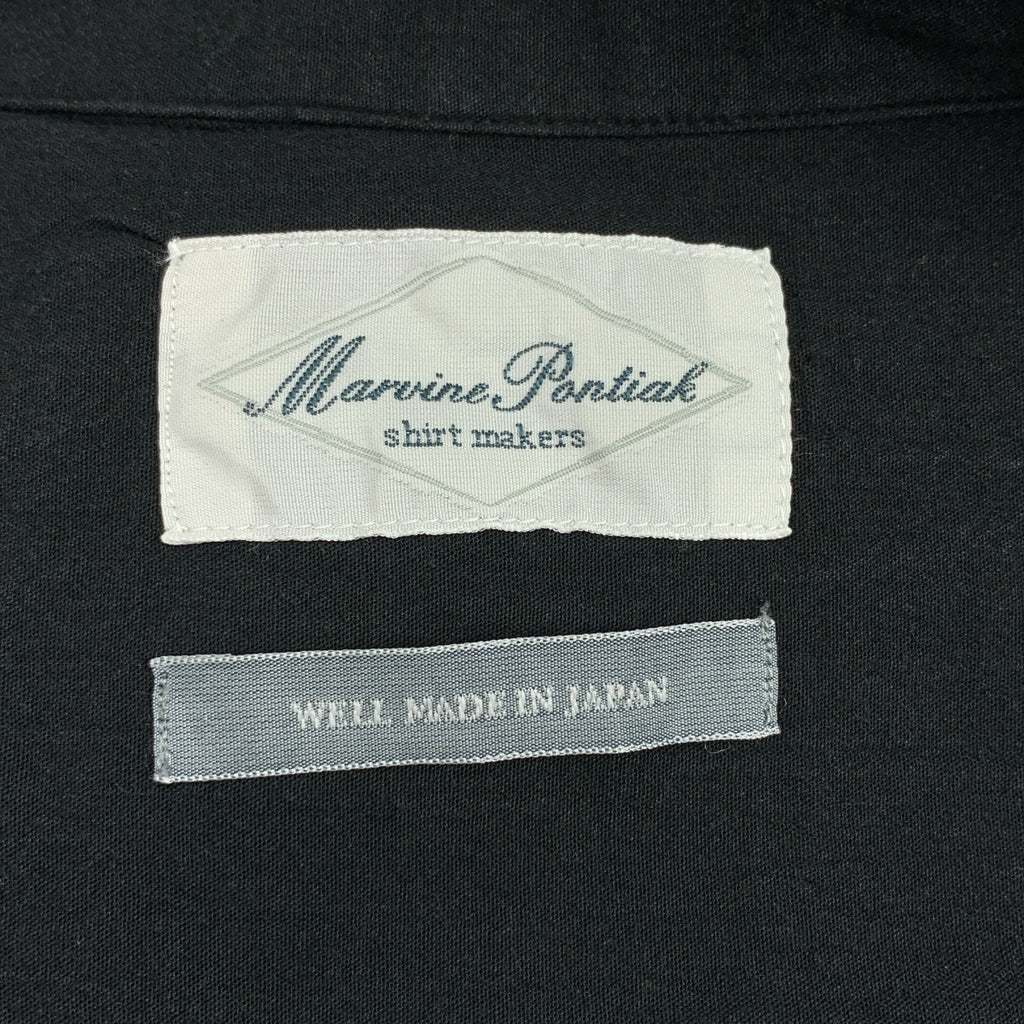 Marvine Pontiak
shirt makers
WELL MADE IN JAPAN